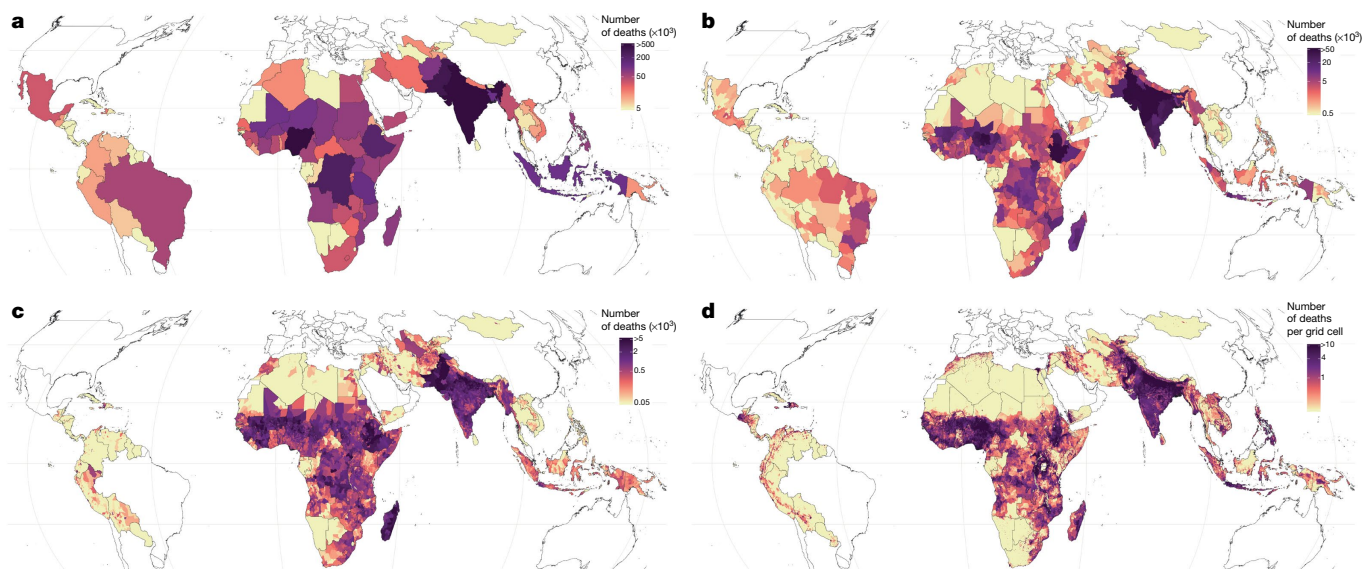 a
Number
of deaths (×10³)
>500
200
50
5
b
Number
of deaths (×10³)
>50
20
5
0.5
c
Number
of deaths (×10³)
>5
2
0.5
0.05
d
Number
of deaths
per grid cell
>10
4
1